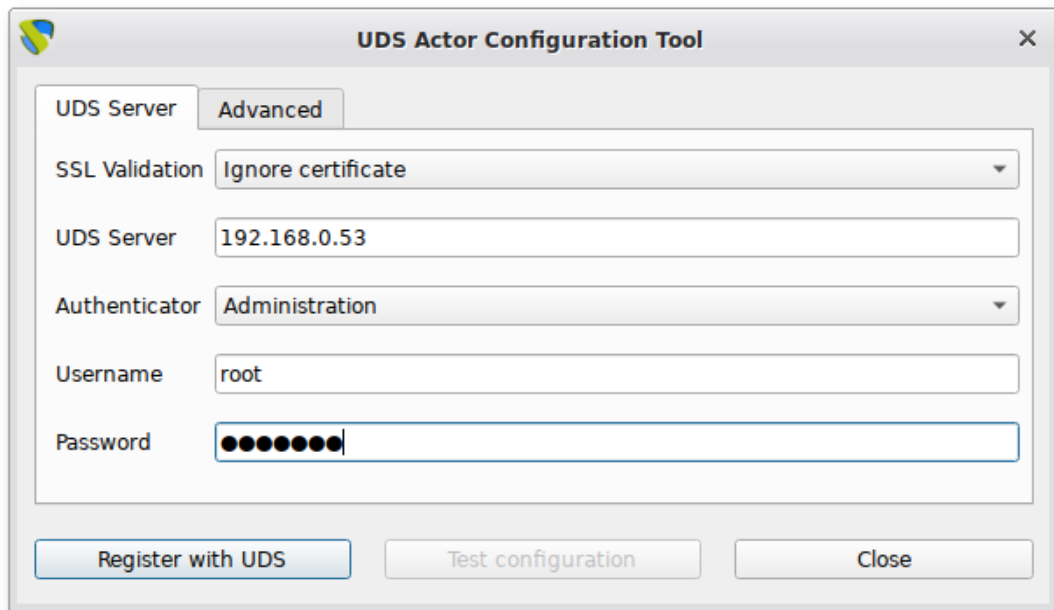 UDS Actor Configuration Tool
UDS Server Advanced
SSL Validation Ignore certificate
UDS Server 192.168.0.53
Authenticator Administration
Username root
Password ●●●●●●●
Register with UDS Test configuration Close